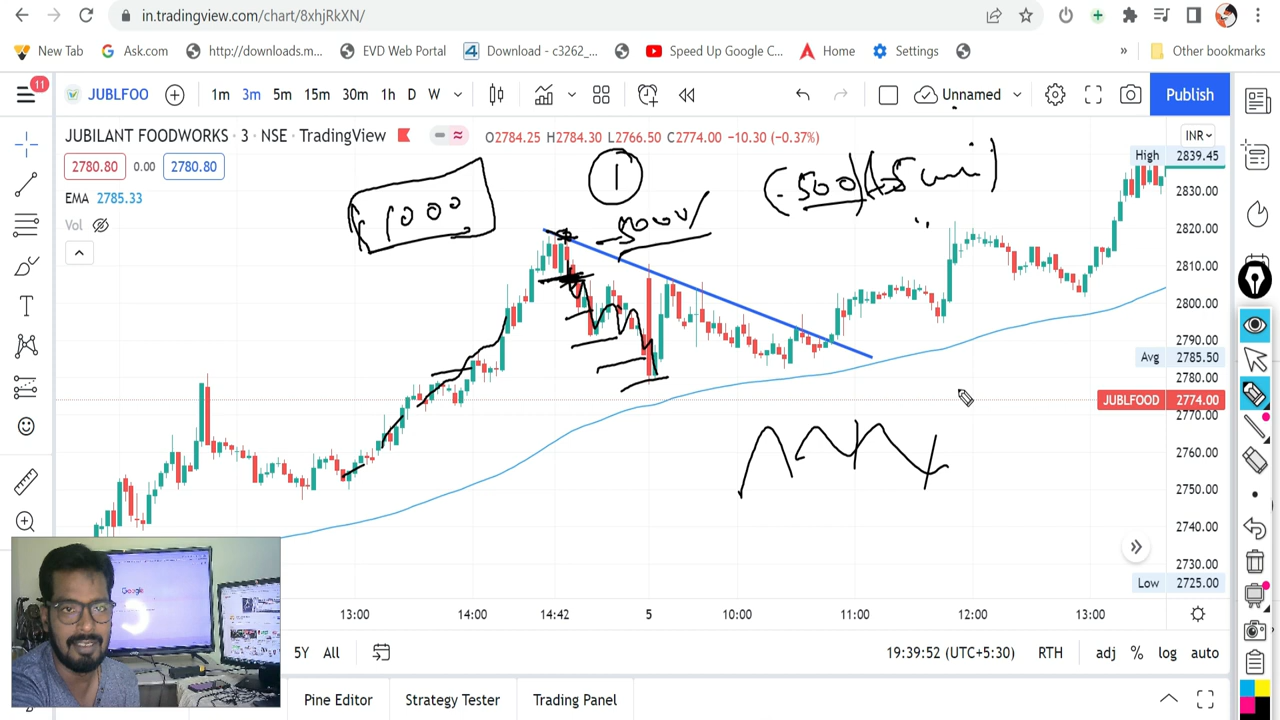 in.tradingview.com/chart/8xhjRkXN/
New Tab
Ask.com
http://downloads.m...
EVD Web Portal
Download - c3262_...
Speed Up Google C...
Home
Settings
»
Other bookmarks
11
JUBLFOO
1m 3m 5m 15m 30m 1h D W
Unnamed
Publish
JUBILANT FOODWORKS · 3 · NSE · TradingView
O2784.25 H2784.30 L2766.50 C2774.00 −10.30 (−0.37%)
INR
2780.80 0.00 2780.80
EMA 2785.33
Vol
High 2839.45
2830.00
2820.00
2810.00
2800.00
2790.00
Avg 2785.50
2780.00
JUBLFOOD 2774.00
2770.00
2760.00
2750.00
2740.00
2730.00
Low 2725.00
1000
1
(-500)
Google
13:00 14:00 14:42 5 10:00 11:00 12:00 13:00
5Y All
19:39:52 (UTC+5:30) RTH adj % log auto
Pine Editor Strategy Tester Trading Panel